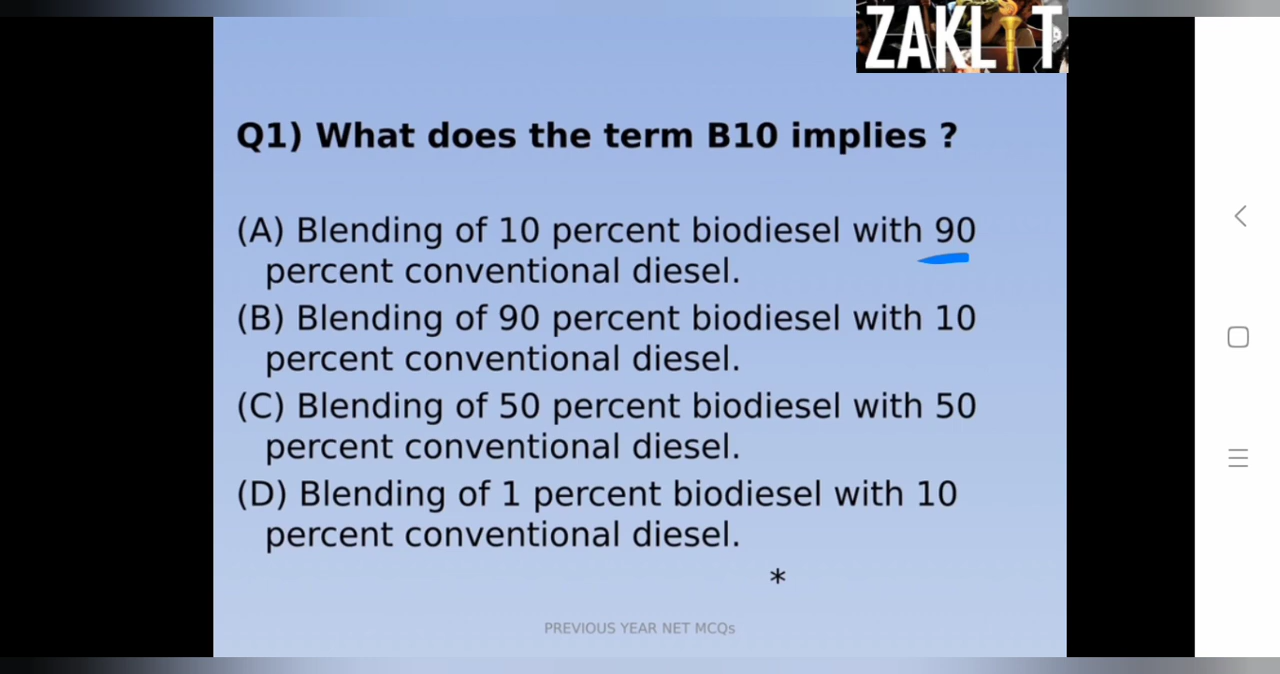 ZAKLIT
Q1) What does the term B10 implies ?
(A) Blending of 10 percent biodiesel with 90
percent conventional diesel.
(B) Blending of 90 percent biodiesel with 10
percent conventional diesel.
(C) Blending of 50 percent biodiesel with 50
percent conventional diesel.
(D) Blending of 1 percent biodiesel with 10
percent conventional diesel.
*
PREVIOUS YEAR NET MCQs